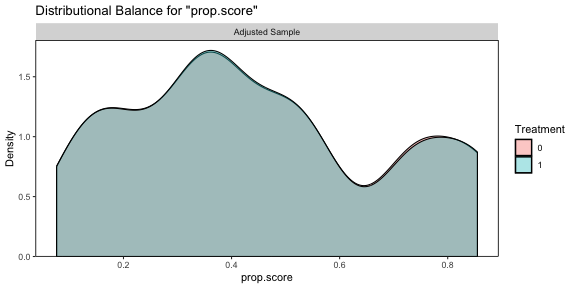 Distributional Balance for "prop.score"
Adjusted Sample
1.5
1.0
0.5
0.0
Density
0.2 0.4 0.6 0.8
prop.score
Treatment
0
1